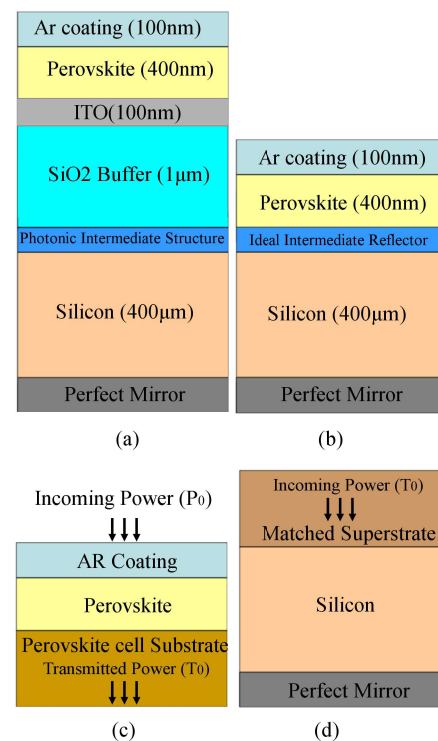 Ar coating (100nm)
Perovskite (400nm)
ITO(100nm)
SiO2 Buffer (1μm)
Photonic Intermediate Structure
Silicon (400μm)
Perfect Mirror
(a)
Ar coating (100nm)
Perovskite (400nm)
Ideal Intermediate Reflector
Silicon (400μm)
Perfect Mirror
(b)
Incoming Power (P0)
AR Coating
Perovskite
Perovskite cell Substrate
Transmitted Power (T0)
(c)
Incoming Power (T0)
Matched Superstrate
Silicon
Perfect Mirror
(d)